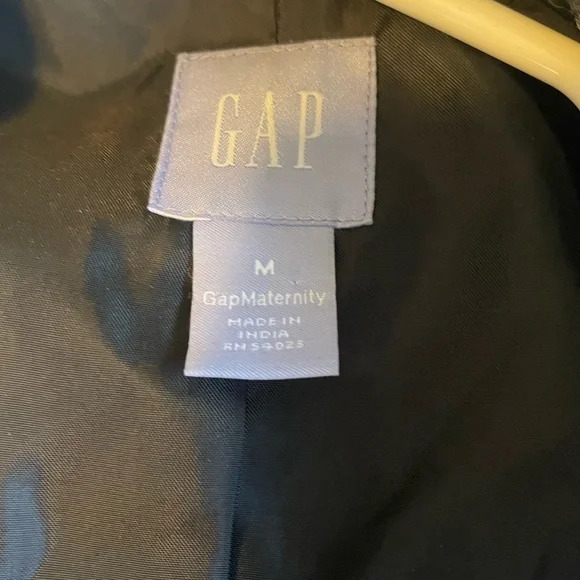 GAP
M
GapMaternity
MADE IN
INDIA
RN 54023